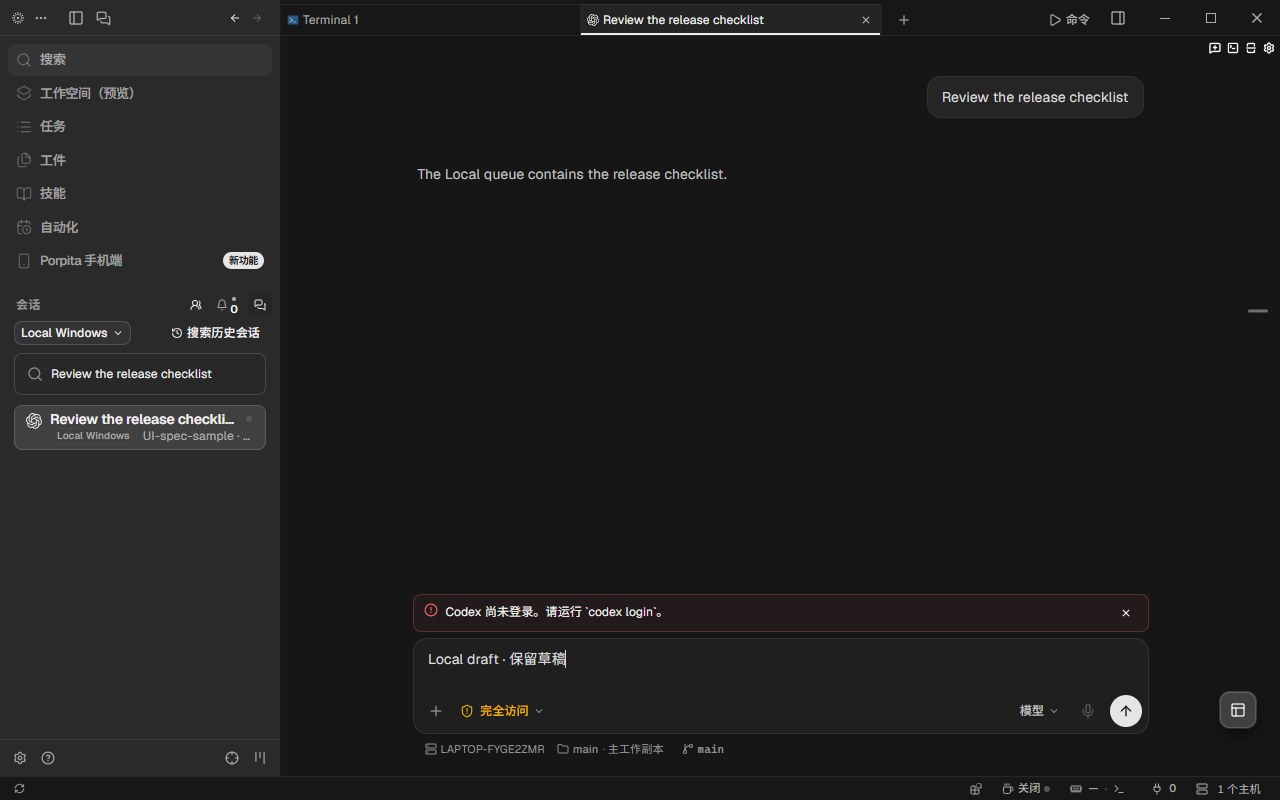 Terminal 1
Review the release checklist
命令
搜索
工作空间（预览）
任务
工件
技能
自动化
Porpita 手机端
新功能
会话
0
Local Windows
搜索历史会话
Review the release checklist
Review the release checkli...
Local Windows
UI-spec-sample · ...
Review the release checklist
The Local queue contains the release checklist.
Codex 尚未登录。请运行 `codex login`。
Local draft · 保留草稿
完全访问
模型
LAPTOP-FYGE2ZMR
main · 主工作副本
main
关闭
— ·
0
1 个主机